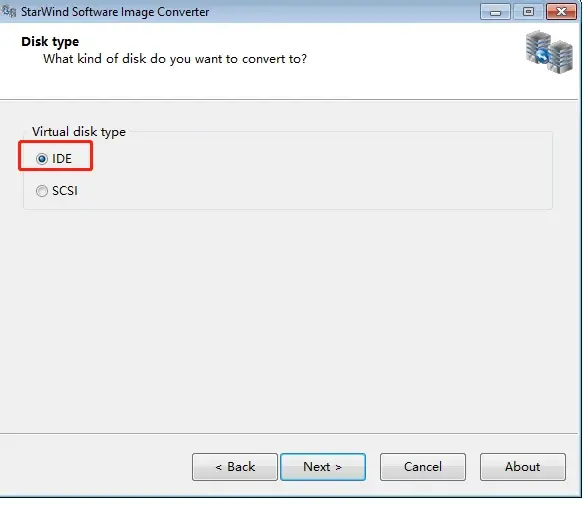 StarWind Software Image Converter
Disk type
What kind of disk do you want to convert to?
Virtual disk type
IDE
SCSI
< Back
Next >
Cancel
About